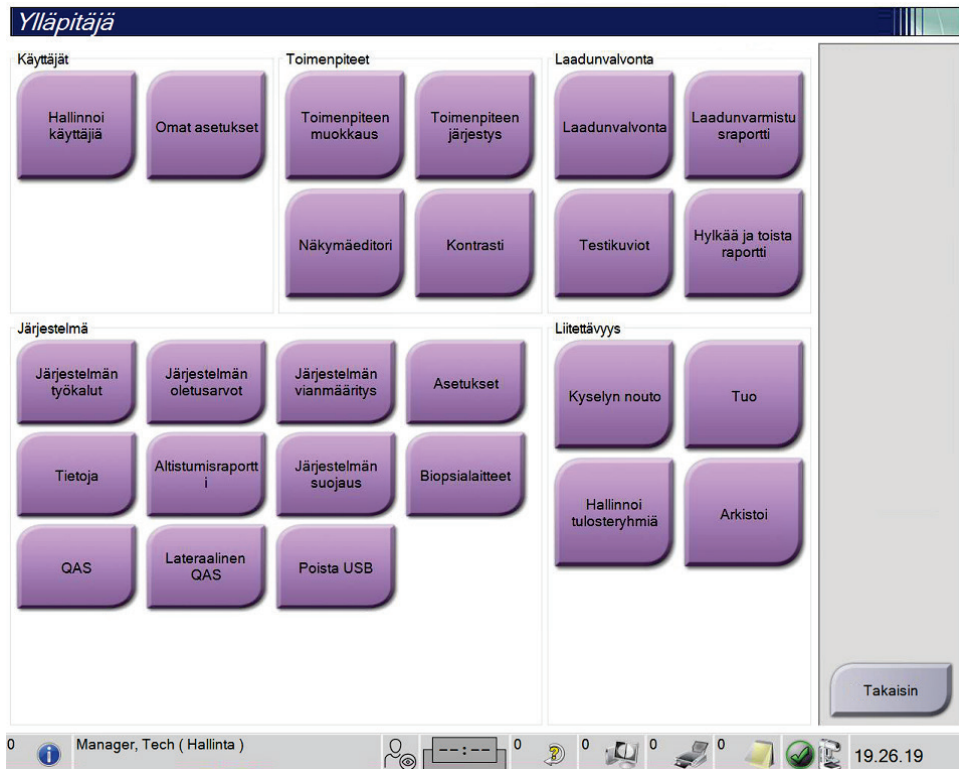 Ylläpitäjä
Käyttäjät
Hallinnoi
käyttäjiä
Omat asetukset
Toimenpiteet
Toimenpiteen
muokkaus
Toimenpiteen
järjestys
Näkymäeditori
Kontrasti
Laadunvalvonta
Laadunvalvonta
Laadunvarmistu
sraportti
Testikuviot
Hylkää ja toista
raportti
Järjestelmä
Järjestelmän
työkalut
Järjestelmän
oletusarvot
Järjestelmän
vianmääritys
Asetukset
Tietoja
Altistumisraportt
i
Järjestelmän
suojaus
Biopsialaitteet
QAS
Lateraalinen
QAS
Poista USB
Liitettävyys
Kyselyn nouto
Tuo
Hallinnoi
tulosteryhmiä
Arkistoi
Takaisin
0 Manager, Tech ( Hallinta ) --:-- 0 0 0 0 19.26.19